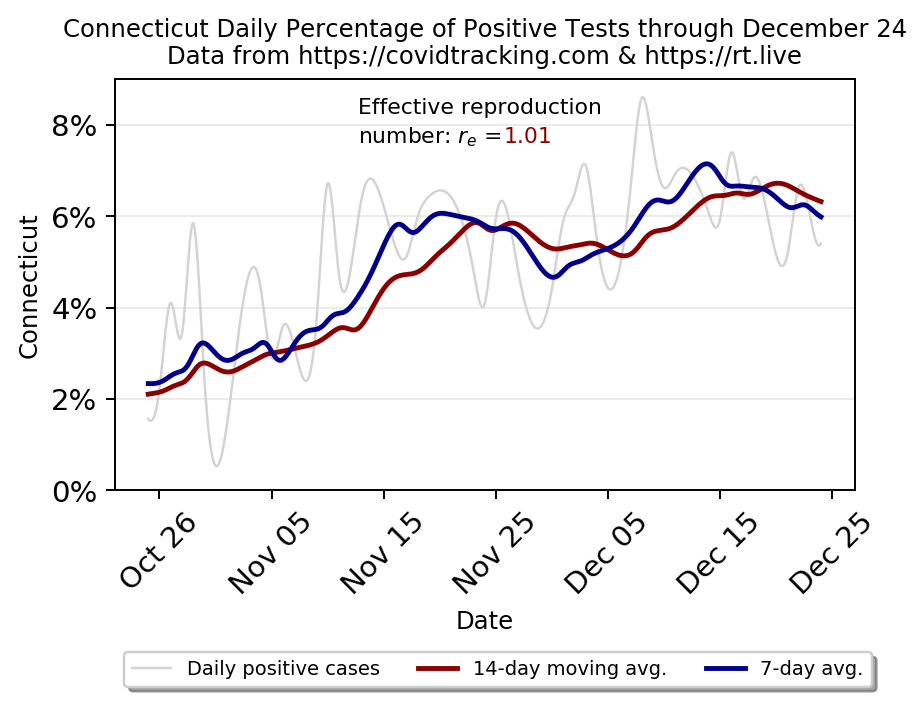 Connecticut Daily Percentage of Positive Tests through December 24
Data from https://covidtracking.com & https://rt.live
Effective reproduction
number: rₑ =1.01
8%
6%
4%
2%
0%
Connecticut
Oct 26
Nov 05
Nov 15
Nov 25
Dec 05
Dec 15
Dec 25
Date
Daily positive cases
14-day moving avg.
7-day avg.